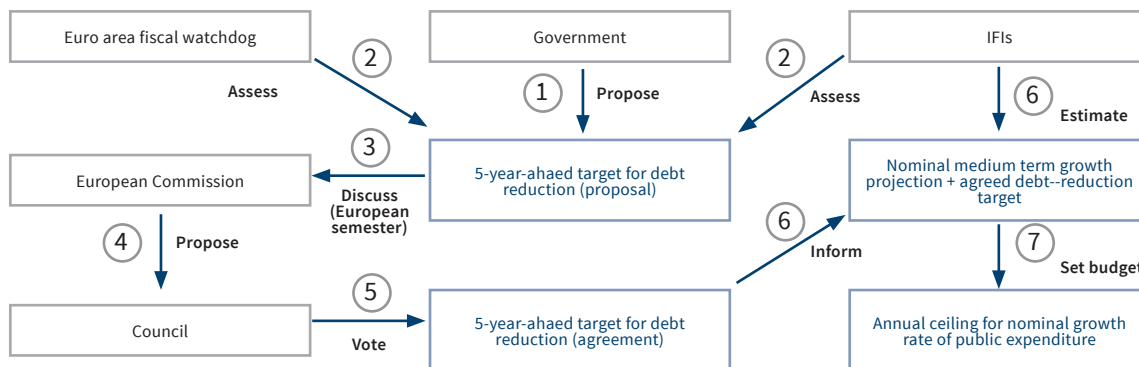 Euro area fiscal watchdog
Government
IFIs
2
2
Assess
1
Propose
Assess
6
Estimate
European Commission
3
Discuss
(European
semester)
5-year-ahaed target for debt
reduction (proposal)
Nominal medium term growth
projection + agreed debt--reduction
target
4
Propose
6
Inform
7
Set budget
Council
5
Vote
5-year-ahaed target for debt
reduction (agreement)
Annual ceiling for nominal growth
rate of public expenditure